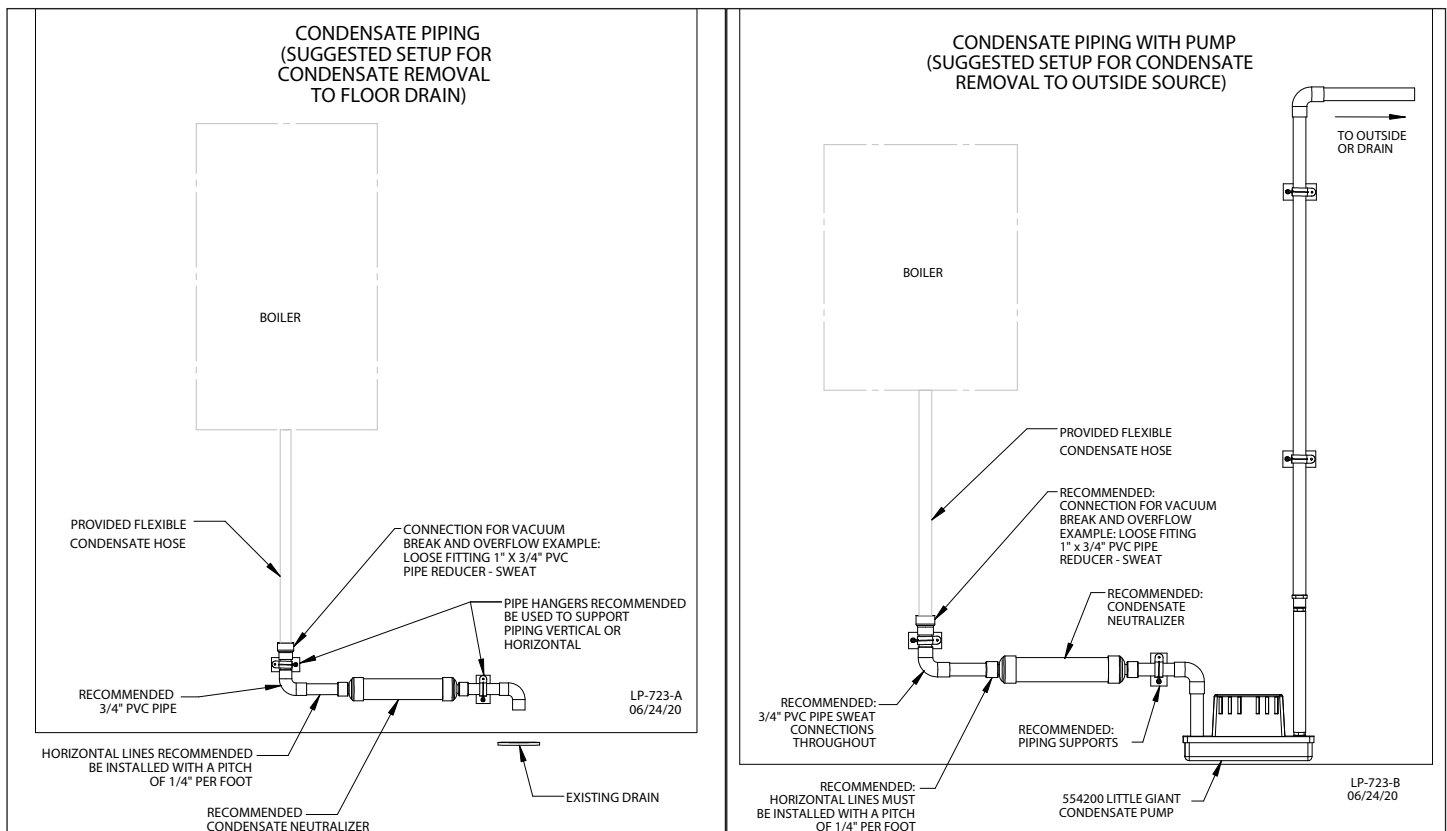 CONDENSATE PIPING
(SUGGESTED SETUP FOR
CONDENSATE REMOVAL
TO FLOOR DRAIN)
BOILER
PROVIDED FLEXIBLE
CONDENSATE HOSE
CONNECTION FOR VACUUM
BREAK AND OVERFLOW EXAMPLE:
LOOSE FITTING 1" X 3/4" PVC
PIPE REDUCER - SWEAT
PIPE HANGERS RECOMMENDED
BE USED TO SUPPORT
PIPING VERTICAL OR
HORIZONTAL
RECOMMENDED
3/4" PVC PIPE
LP-723-A
06/24/20
HORIZONTAL LINES RECOMMENDED
BE INSTALLED WITH A PITCH
OF 1/4" PER FOOT
EXISTING DRAIN
RECOMMENDED
CONDENSATE NEUTRALIZER
CONDENSATE PIPING WITH PUMP
(SUGGESTED SETUP FOR CONDENSATE
REMOVAL TO OUTSIDE SOURCE)
TO OUTSIDE
OR DRAIN
BOILER
PROVIDED FLEXIBLE
CONDENSATE HOSE
RECOMMENDED:
CONNECTION FOR VACUUM
BREAK AND OVERFLOW
EXAMPLE: LOOSE FITING
1" x 3/4" PVC PIPE
REDUCER - SWEAT
RECOMMENDED:
CONDENSATE
NEUTRALIZER
RECOMMENDED:
3/4" PVC PIPE SWEAT
CONNECTIONS
THROUGHOUT
RECOMMENDED:
PIPING SUPPORTS
RECOMMENDED:
HORIZONTAL LINES MUST
BE INSTALLED WITH A PITCH
OF 1/4" PER FOOT
554200 LITTLE GIANT
CONDENSATE PUMP
LP-723-B
06/24/20